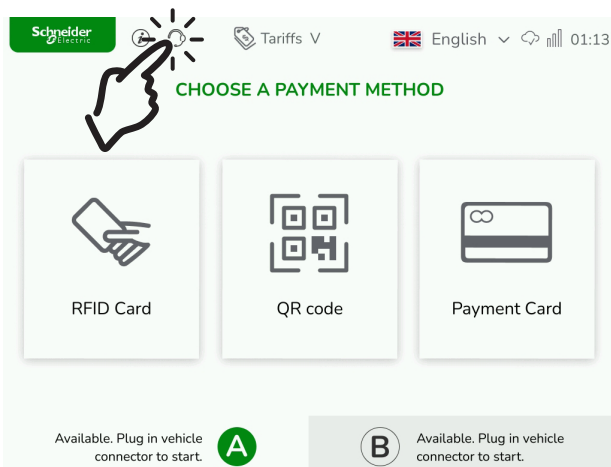 Schneider
Electric
Tariffs V
English
01:13
CHOOSE A PAYMENT METHOD
RFID Card
QR code
Payment Card
Available. Plug in vehicle
connector to start.
A
B
Available. Plug in vehicle
connector to start.